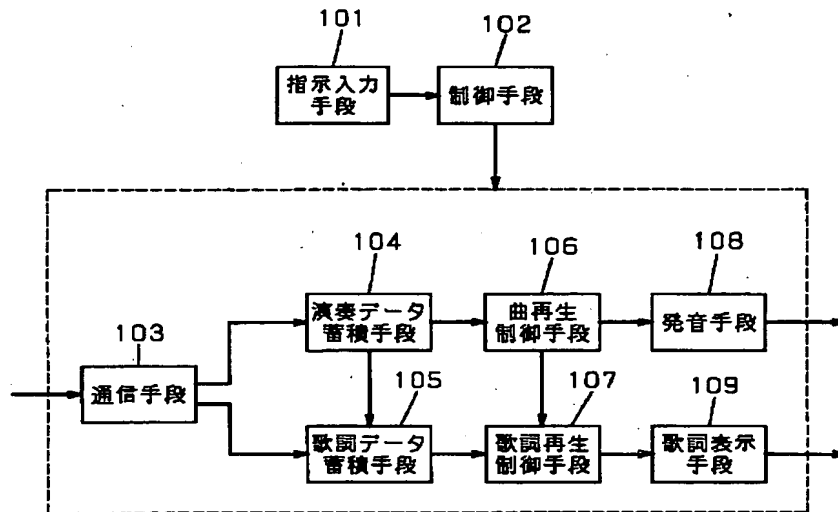 101
102
指示入力
手段
制御手段
104
106
108
演奏データ
蓄積手段
曲再生
制御手段
発音手段
103
通信手段
105
107
109
歌詞データ
蓄積手段
歌詞再生
制御手段
歌詞表示
手段